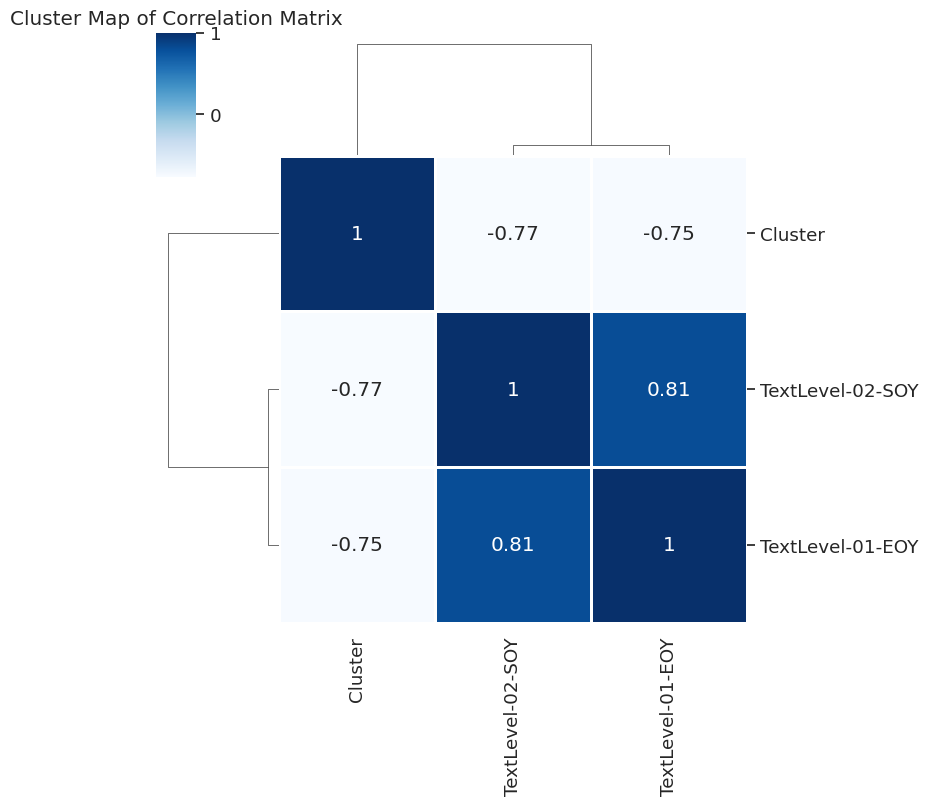 Cluster Map of Correlation Matrix
1
0
1 -0.77 -0.75 Cluster
-0.77 1 0.81 TextLevel-02-SOY
-0.75 0.81 1 TextLevel-01-EOY
Cluster
TextLevel-02-SOY
TextLevel-01-EOY